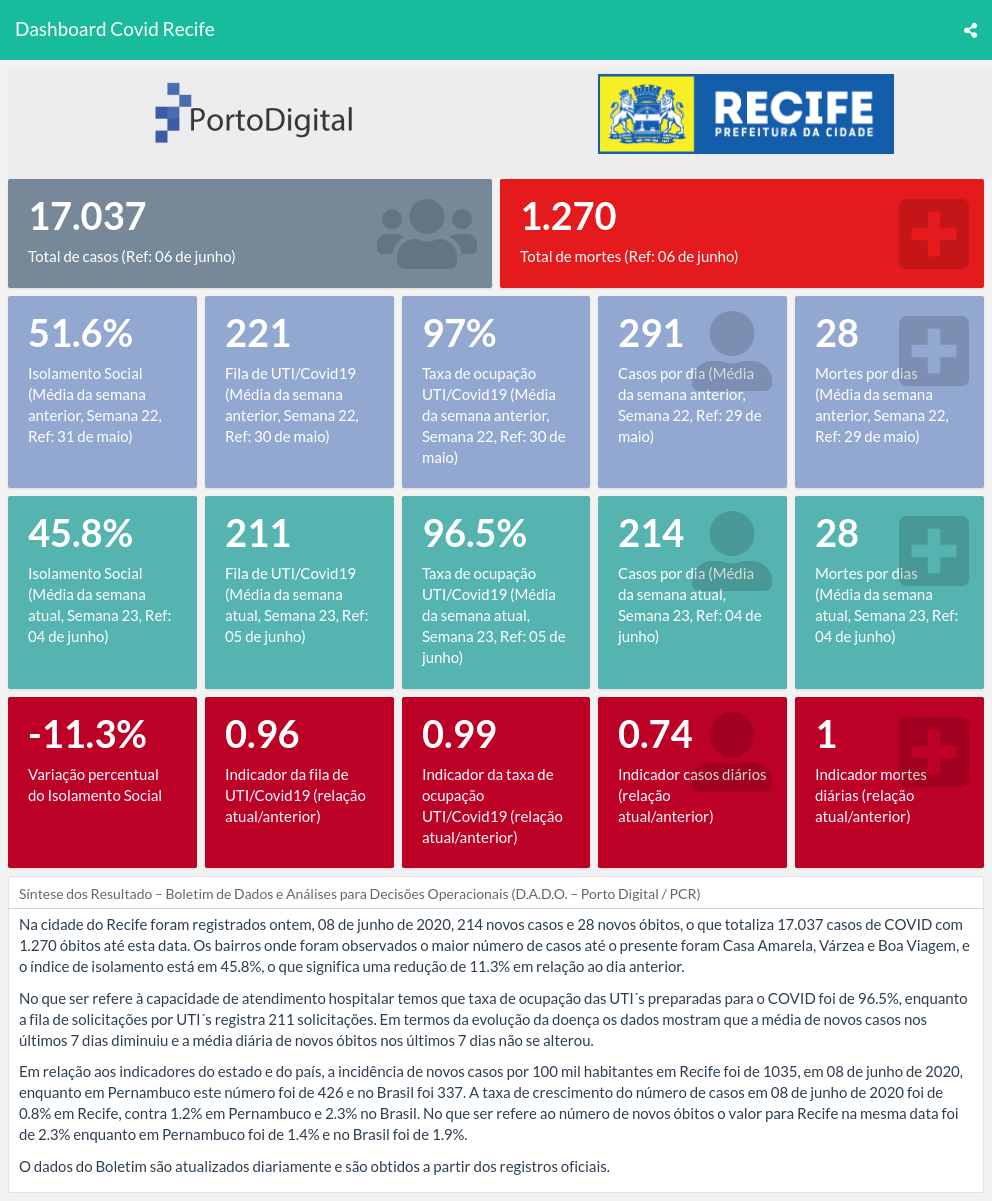 Dashboard Covid Recife
PortoDigital
RECIFE
PREFEITURA DA CIDADE
17.037
Total de casos (Ref: 06 de junho)
1.270
Total de mortes (Ref: 06 de junho)
51.6%
Isolamento Social
(Média da semana
anterior, Semana 22,
Ref: 31 de maio)
221
Fila de UTI/Covid19
(Média da semana
anterior, Semana 22,
Ref: 30 de maio)
97%
Taxa de ocupação
UTI/Covid19 (Média
da semana anterior,
Semana 22, Ref: 30 de
maio)
291
Casos por dia (Média
da semana anterior,
Semana 22, Ref: 29 de
maio)
28
Mortes por dias
(Média da semana
anterior, Semana 22,
Ref: 29 de maio)
45.8%
Isolamento Social
(Média da semana
atual, Semana 23, Ref:
04 de junho)
211
Fila de UTI/Covid19
(Média da semana
atual, Semana 23, Ref:
05 de junho)
96.5%
Taxa de ocupação
UTI/Covid19 (Média
da semana atual,
Semana 23, Ref: 05 de
junho)
214
Casos por dia (Média
da semana atual,
Semana 23, Ref: 04 de
junho)
28
Mortes por dias
(Média da semana
atual, Semana 23, Ref:
04 de junho)
-11.3%
Variação percentual
do Isolamento Social
0.96
Indicador da fila de
UTI/Covid19 (relação
atual/anterior)
0.99
Indicador da taxa de
ocupação
UTI/Covid19 (relação
atual/anterior)
0.74
Indicador casos diários
(relação
atual/anterior)
1
Indicador mortes
diárias (relação
atual/anterior)
Síntese dos Resultado – Boletim de Dados e Análises para Decisões Operacionais (D.A.D.O. – Porto Digital / PCR)
Na cidade do Recife foram registrados ontem, 08 de junho de 2020, 214 novos casos e 28 novos óbitos, o que totaliza 17.037 casos de COVID com
1.270 óbitos até esta data. Os bairros onde foram observados o maior número de casos até o presente foram Casa Amarela, Várzea e Boa Viagem, e
o índice de isolamento está em 45.8%, o que significa uma redução de 11.3% em relação ao dia anterior.
No que ser refere à capacidade de atendimento hospitalar temos que taxa de ocupação das UTI´s preparadas para o COVID foi de 96.5%, enquanto
a fila de solicitações por UTI´s registra 211 solicitações. Em termos da evolução da doença os dados mostram que a média de novos casos nos
últimos 7 dias diminuiu e a média diária de novos óbitos nos últimos 7 dias não se alterou.
Em relação aos indicadores do estado e do país, a incidência de novos casos por 100 mil habitantes em Recife foi de 1035, em 08 de junho de 2020,
enquanto em Pernambuco este número foi de 426 e no Brasil foi 337. A taxa de crescimento do número de casos em 08 de junho de 2020 foi de
0.8% em Recife, contra 1.2% em Pernambuco e 2.3% no Brasil. No que ser refere ao número de novos óbitos o valor para Recife na mesma data foi
de 2.3% enquanto em Pernambuco foi de 1.4% e no Brasil foi de 1.9%.
O dados do Boletim são atualizados diariamente e são obtidos a partir dos registros oficiais.